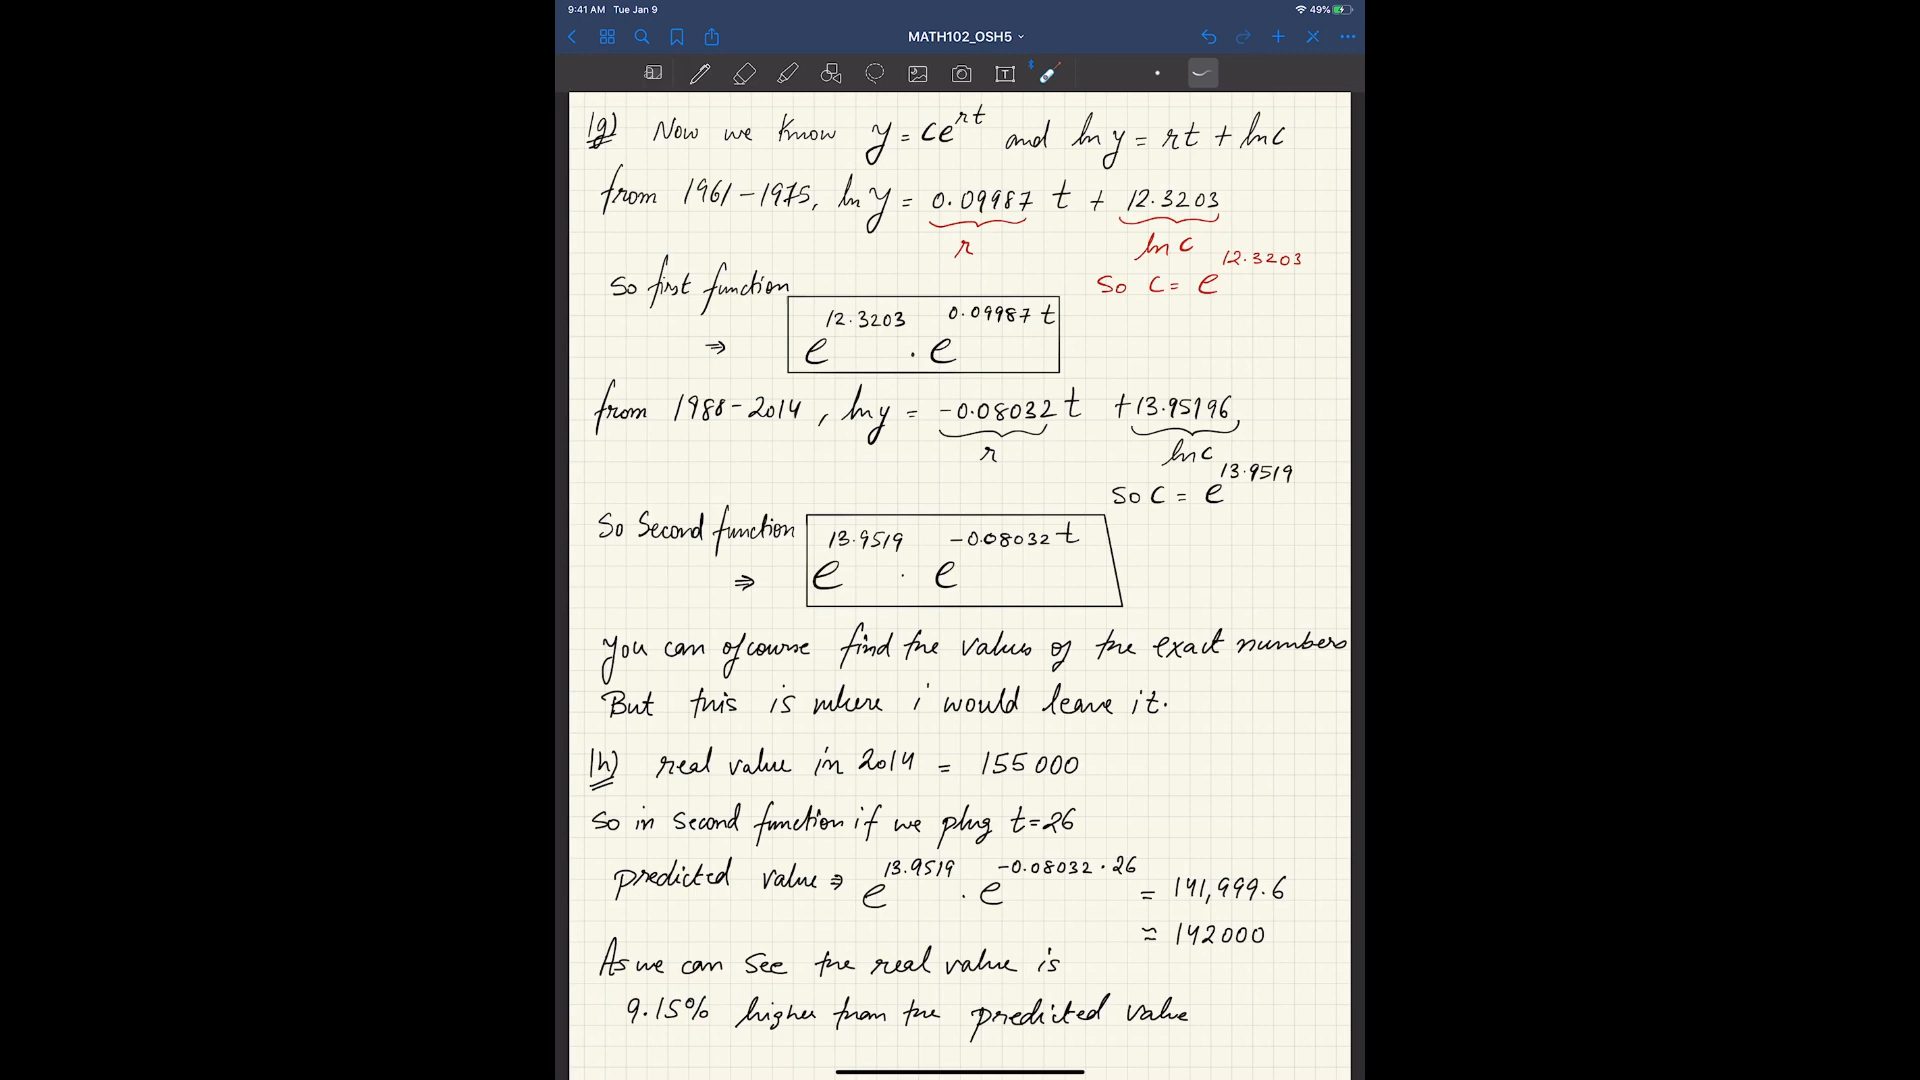 9:41 AM Tue Jan 9
49%
MATH102_OSH5
1g) Now we know y = ce^rt and ln y = rt + lnc
from 1961-1975, ln y = 0.09987 t + 12.3203
r
ln c
so c = e^12.3203
So first function
⇒ e^12.3203 . e^0.09987 t
from 1988-2014, ln y = -0.08032 t +13.95196
r
ln c
so c = e^13.9519
So Second function
⇒ e^13.9519 . e^-0.08032 t
you can ofcourse find the values of the exact numbers
But this is where i would leave it.
1h) real value in 2014 = 155000
so in second function if we plug t=26
predicted value ⇒ e^13.9519 . e^-0.08032 . 26 = 141,999.6
≈ 142000
As we can see the real value is
9.15% higher than the predicted value